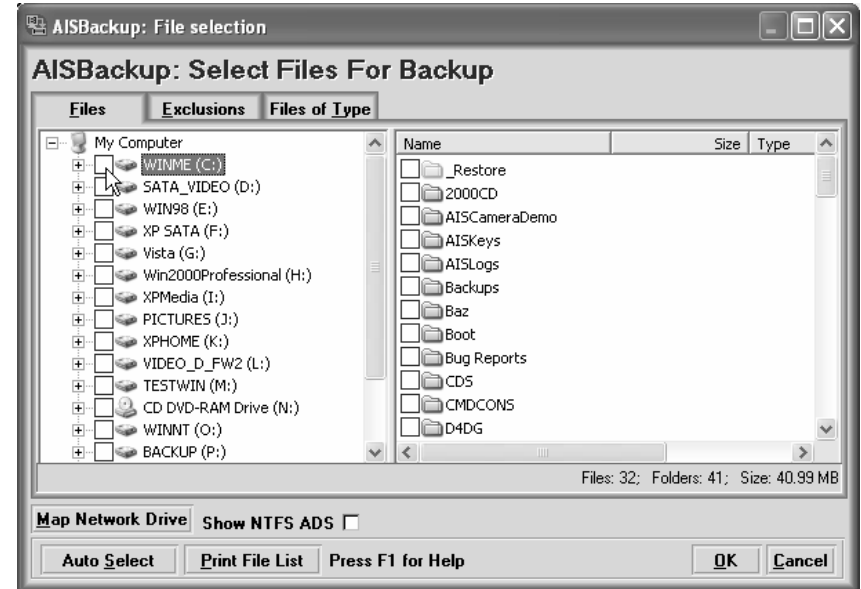 AISBackup: File selection
AISBackup: Select Files For Backup
Files Exclusions Files of Type
My Computer
WINME (C:)
SATA_VIDEO (D:)
WIN98 (E:)
XP SATA (F:)
Vista (G:)
Win2000Professional (H:)
XPMedia (I:)
PICTURES (J:)
XPHOME (K:)
VIDEO_D_FW2 (L:)
TESTWIN (M:)
CD DVD-RAM Drive (N:)
WINNT (O:)
BACKUP (P:)
Name Size Type
_Restore
2000CD
AISCameraDemo
AISKeys
AISLogs
Backups
Baz
Boot
Bug Reports
CDS
CMDCONS
D4DG
Files: 32; Folders: 41; Size: 40.99 MB
Map Network Drive Show NTFS ADS
Auto Select Print File List Press F1 for Help OK Cancel